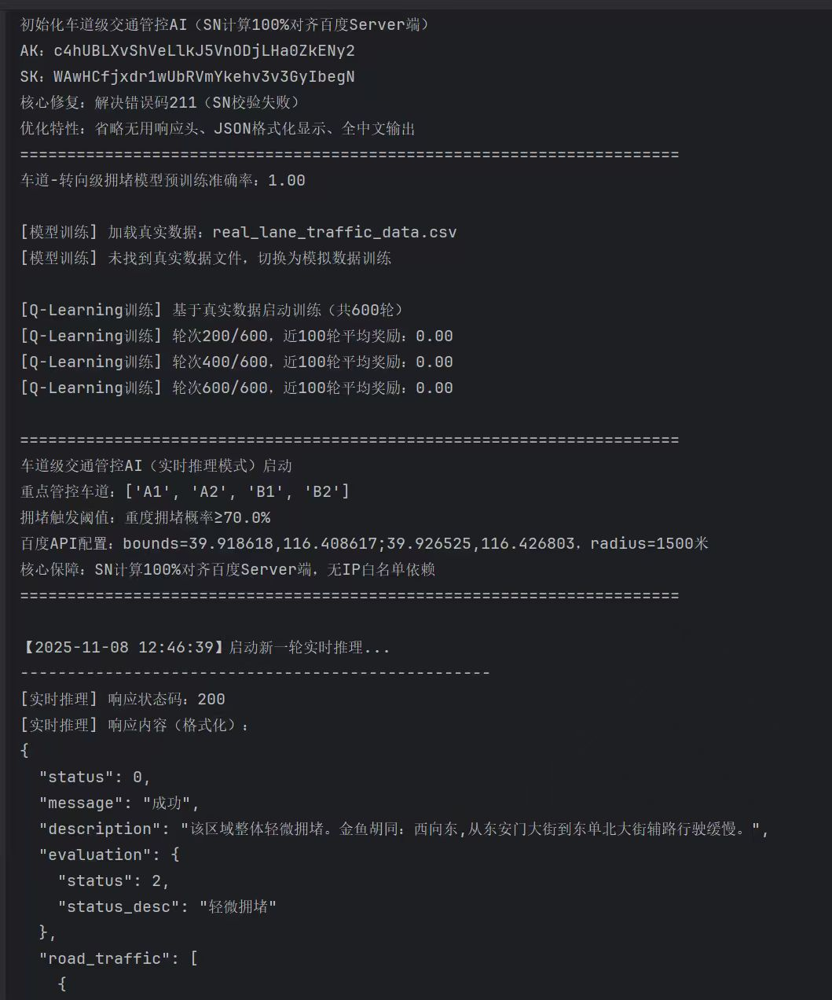 初始化车道级交通管控AI（SN计算100%对齐百度Server端）
AK：c4hUBLXvShVeLlkJ5VnODjLHa0ZkENy2
SK：WAwHCfjxdr1wUbRVmYkehv3v3GyIbegN
核心修复：解决错误码211（SN校验失败）
优化特性：省略无用响应头、JSON格式化显示、全中文输出
======================================================================
车道-转向级拥堵模型预训练准确率：1.00
[模型训练] 加载真实数据：real_lane_traffic_data.csv
[模型训练] 未找到真实数据文件，切换为模拟数据训练
[Q-Learning训练] 基于真实数据启动训练（共600轮）
[Q-Learning训练] 轮次200/600，近100轮平均奖励：0.00
[Q-Learning训练] 轮次400/600，近100轮平均奖励：0.00
[Q-Learning训练] 轮次600/600，近100轮平均奖励：0.00
======================================================================
车道级交通管控AI（实时推理模式）启动
重点管控车道：['A1', 'A2', 'B1', 'B2']
拥堵触发阈值：重度拥堵概率≥70.0%
百度API配置：bounds=39.918618,116.408617;39.926525,116.426803，radius=1500米
核心保障：SN计算100%对齐百度Server端，无IP白名单依赖
======================================================================
【2025-11-08 12:46:39】启动新一轮实时推理...
--------------------------------------------------
[实时推理] 响应状态码：200
[实时推理] 响应内容（格式化）：
{
"status": 0,
"message": "成功",
"description": "该区域整体轻微拥堵。金鱼胡同：西向东,从东安门大街到东单北大街辅路行驶缓慢。",
"evaluation": {
"status": 2,
"status_desc": "轻微拥堵"
},
"road_traffic": [
{